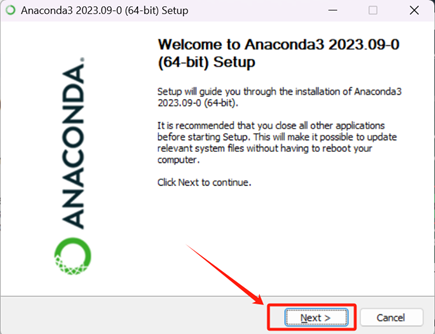 Anaconda3 2023.09-0 (64-bit) Setup
ANACONDA.
Welcome to Anaconda3 2023.09-0
(64-bit) Setup
Setup will guide you through the installation of Anaconda3
2023.09-0 (64-bit).
It is recommended that you close all other applications
before starting Setup. This will make it possible to update
relevant system files without having to reboot your
computer.
Click Next to continue.
Next >
Cancel